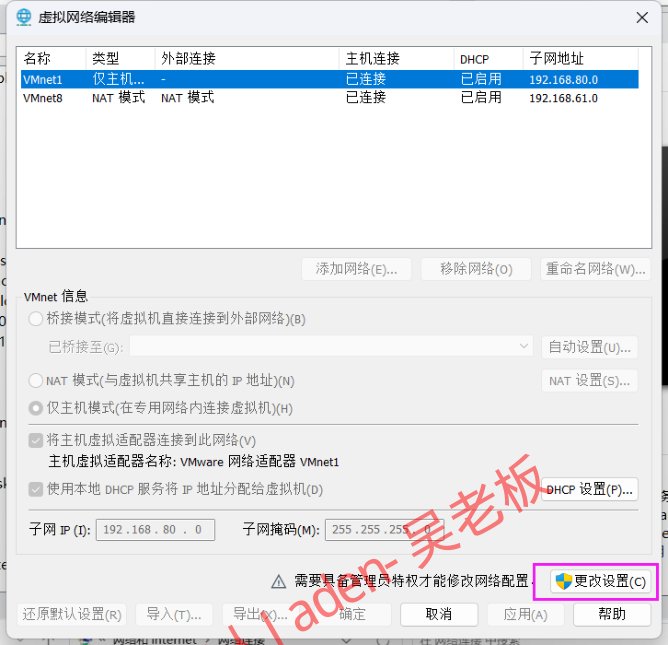 虚拟网络编辑器
名称 类型 外部连接 主机连接 DHCP 子网地址
VMnet1 仅主机... - 已连接 已启用 192.168.80.0
VMnet8 NAT 模式 NAT 模式 已连接 已启用 192.168.61.0
添加网络(E)... 移除网络(O) 重命名网络(W)...
VMnet 信息
桥接模式(将虚拟机直接连接到外部网络)(B)
已桥接至(G): 自动设置(U)...
NAT 模式(与虚拟机共享主机的 IP 地址)(N) NAT 设置(S)...
仅主机模式(在专用网络内连接虚拟机)(H)
将主机虚拟适配器连接到此网络(V)
主机虚拟适配器名称: VMware 网络适配器 VMnet1
使用本地 DHCP 服务将 IP 地址分配给虚拟机(D) DHCP 设置(P)...
子网 IP (I): 192.168.80.0 子网掩码(M): 255.255.255.0
需要具备管理员特权才能修改网络配置。 更改设置(C)
还原默认设置(R) 导入(T)... 导出(X)... 确定 取消 应用(A) 帮助
aden-吴老板
网络和 Internet 网络连接